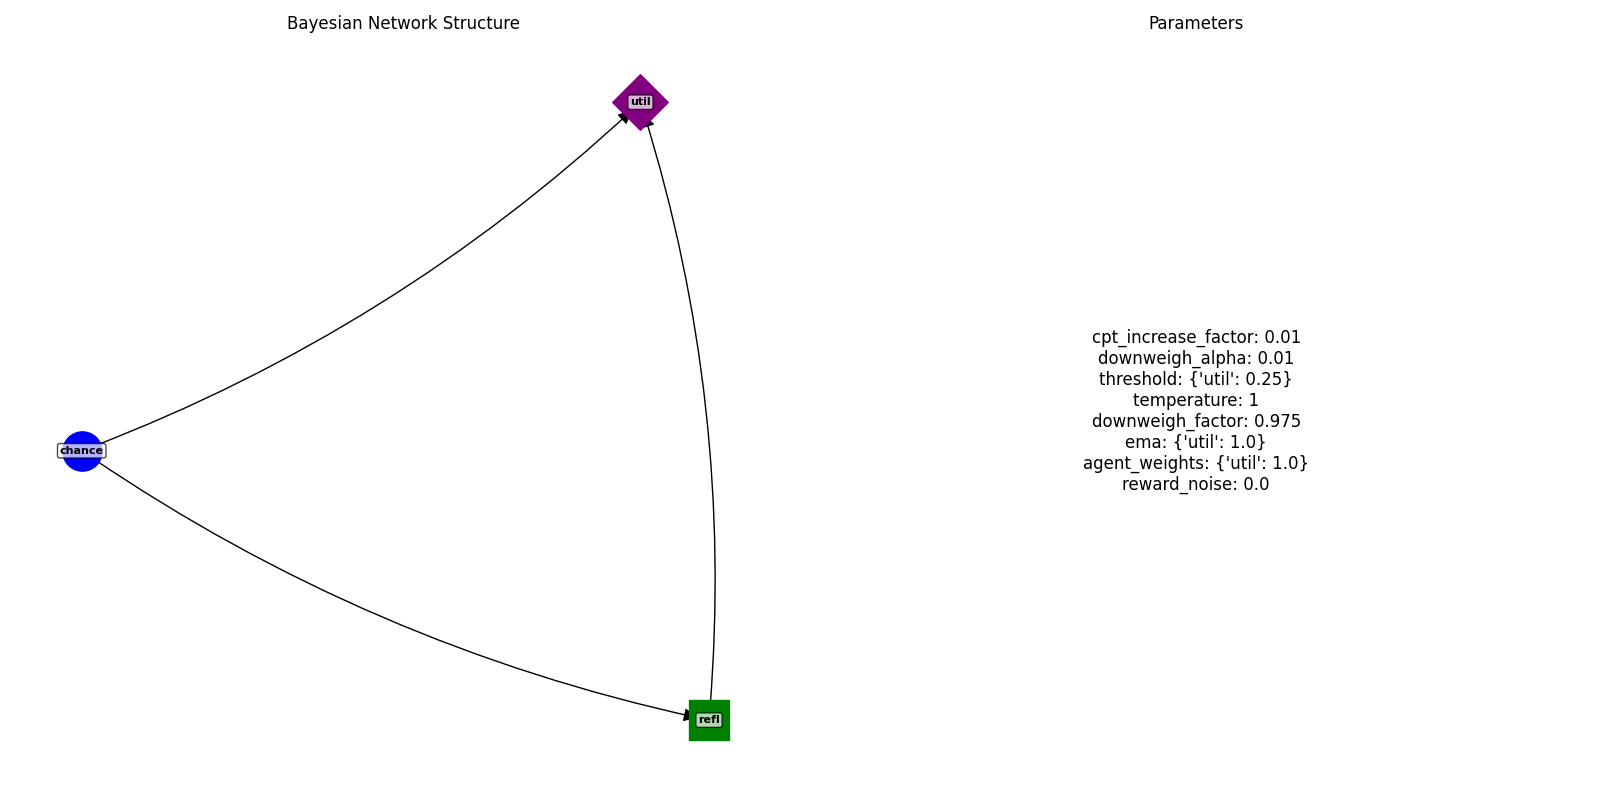 Bayesian Network Structure
Parameters
util
chance
refl
cpt_increase_factor: 0.01
downweigh_alpha: 0.01
threshold: {'util': 0.25}
temperature: 1
downweigh_factor: 0.975
ema: {'util': 1.0}
agent_weights: {'util': 1.0}
reward_noise: 0.0